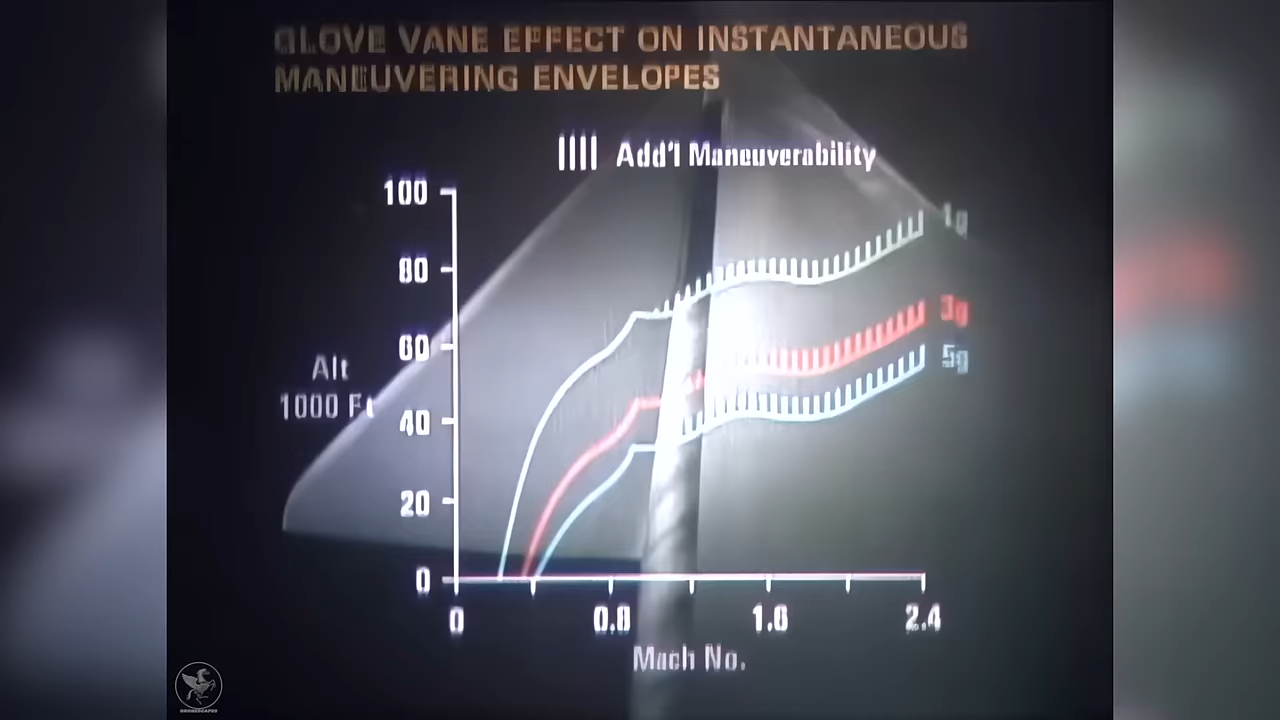 GLOVE VANE EFFECT ON INSTANTANEOUS
MANEUVERING ENVELOPES
Add'l Maneuverability
100
80
60
40
20
0
Alt
1000 Ft
1g
3g
5g
0
0.8
1.6
2.4
Mach No.